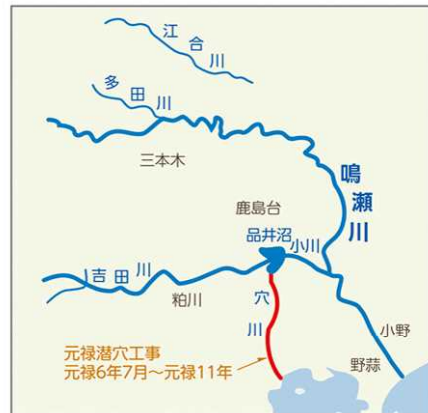 江合川
多田川
三本木
鳴瀬川
鹿島台
品井沼
小川
吉田川
粕川
穴川
小野
野蒜
元禄潜穴工事
元禄6年7月～元禄11年